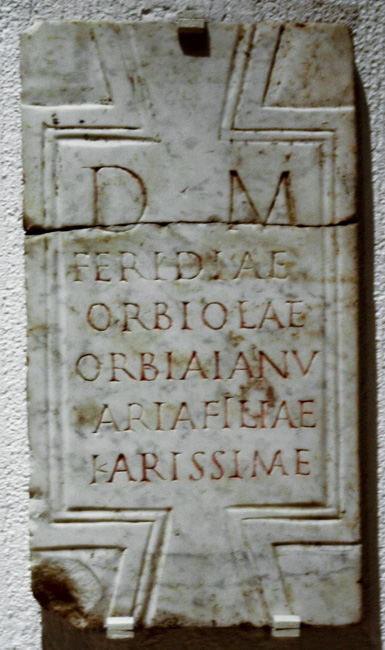 D M
FERIDIAE
ORBIOLAE
ORBIAIANV
ARIAFILIAE
KARISSIME